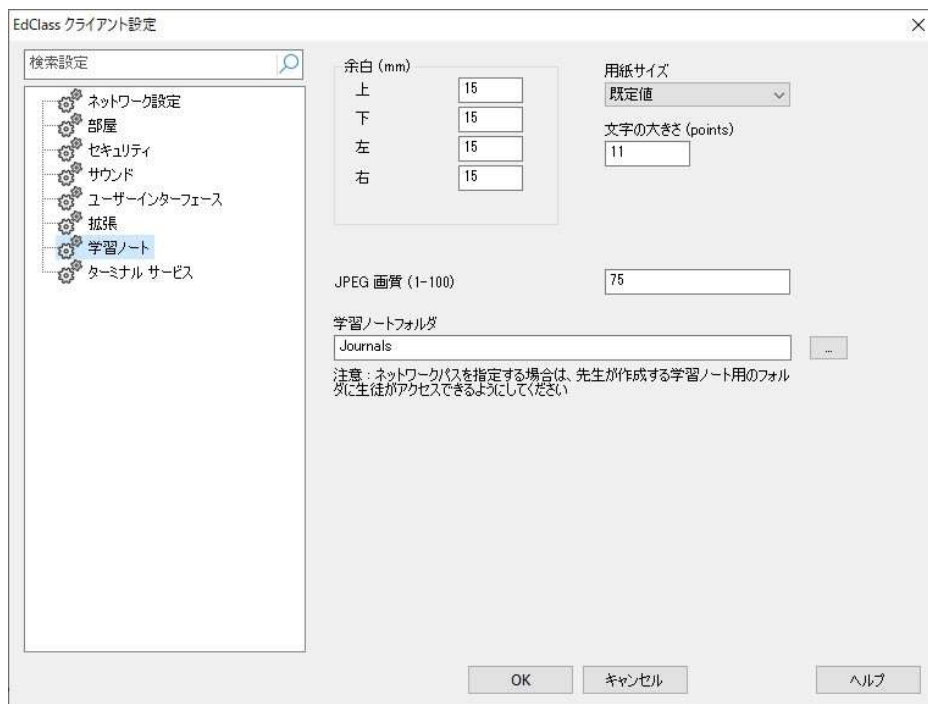 EdClass クライアント設定
検索設定
ネットワーク設定
部屋
セキュリティ
サウンド
ユーザーインターフェース
拡張
学習ノート
ターミナル サービス
余白 (mm)
上 15
下 15
左 15
右 15
用紙サイズ
既定値
文字の大きさ (points)
11
JPEG 画質 (1-100) 75
学習ノートフォルダ
Journals ...
注意 : ネットワークパスを指定する場合は、先生が作成する学習ノート用のフォル
ダに生徒がアクセスできるようにしてください
OK キャンセル ヘルプ